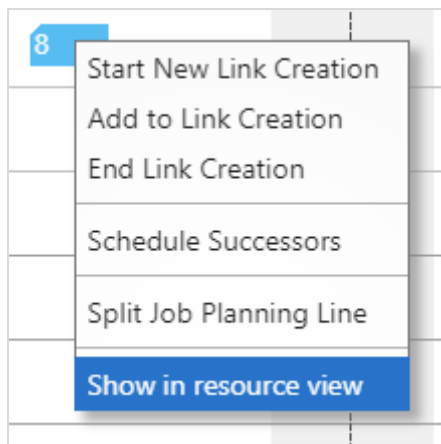 8
Start New Link Creation
Add to Link Creation
End Link Creation
Schedule Successors
Split Job Planning Line
Show in resource view